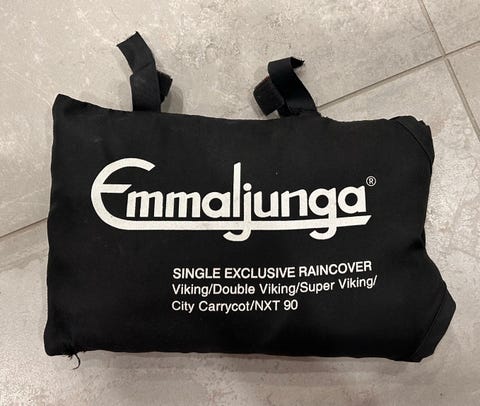 Emmaljunga®
SINGLE EXCLUSIVE RAINCOVER
Viking/Double Viking/Super Viking/
City Carrycot/NXT 90